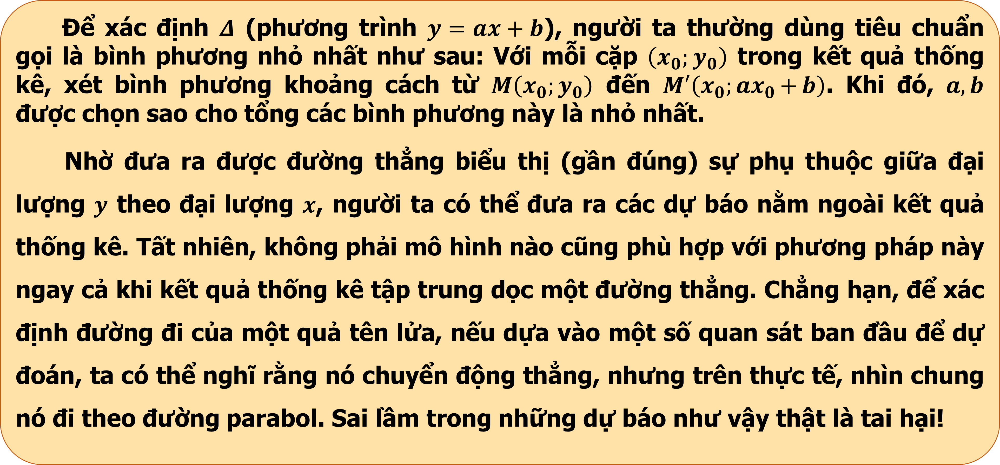 Để xác định 𝜟 (phương trình 𝒚 = 𝒂𝒙 + 𝒃), người ta thường dùng tiêu chuẩn
gọi là bình phương nhỏ nhất như sau: Với mỗi cặp (𝒙₀; 𝒚₀) trong kết quả thống
kê, xét bình phương khoảng cách từ 𝑴(𝒙₀; 𝒚₀) đến 𝑴′(𝒙₀; 𝒂𝒙₀ + 𝒃). Khi đó, 𝒂, 𝒃
được chọn sao cho tổng các bình phương này là nhỏ nhất.
Nhờ đưa ra được đường thẳng biểu thị (gần đúng) sự phụ thuộc giữa đại
lượng 𝒚 theo đại lượng 𝒙, người ta có thể đưa ra các dự báo nằm ngoài kết quả
thống kê. Tất nhiên, không phải mô hình nào cũng phù hợp với phương pháp này
ngay cả khi kết quả thống kê tập trung dọc một đường thẳng. Chẳng hạn, để xác
định đường đi của một quả tên lửa, nếu dựa vào một số quan sát ban đầu để dự
đoán, ta có thể nghĩ rằng nó chuyển động thẳng, nhưng trên thực tế, nhìn chung
nó đi theo đường parabol. Sai lầm trong những dự báo như vậy thật là tai hại!